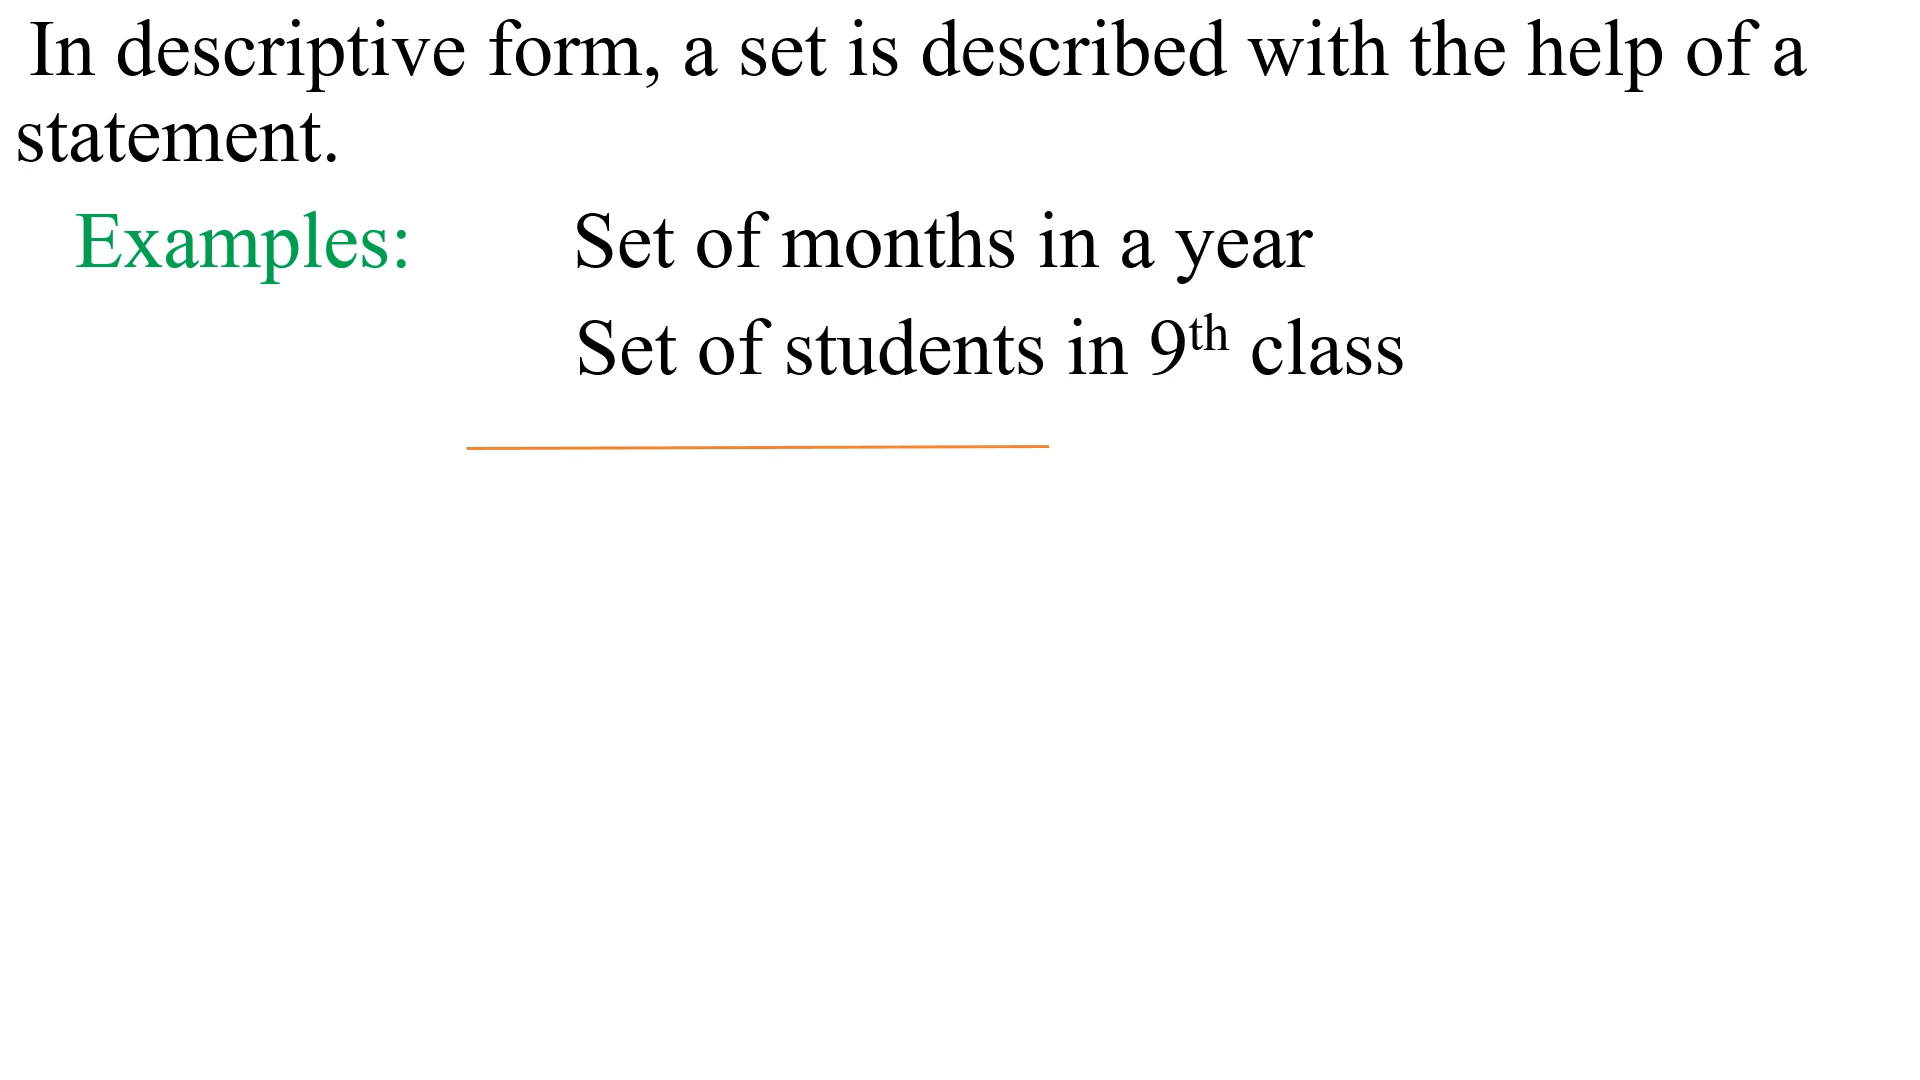 In descriptive form, a set is described with the help of a
statement.
Examples: Set of months in a year
Set of students in 9th class